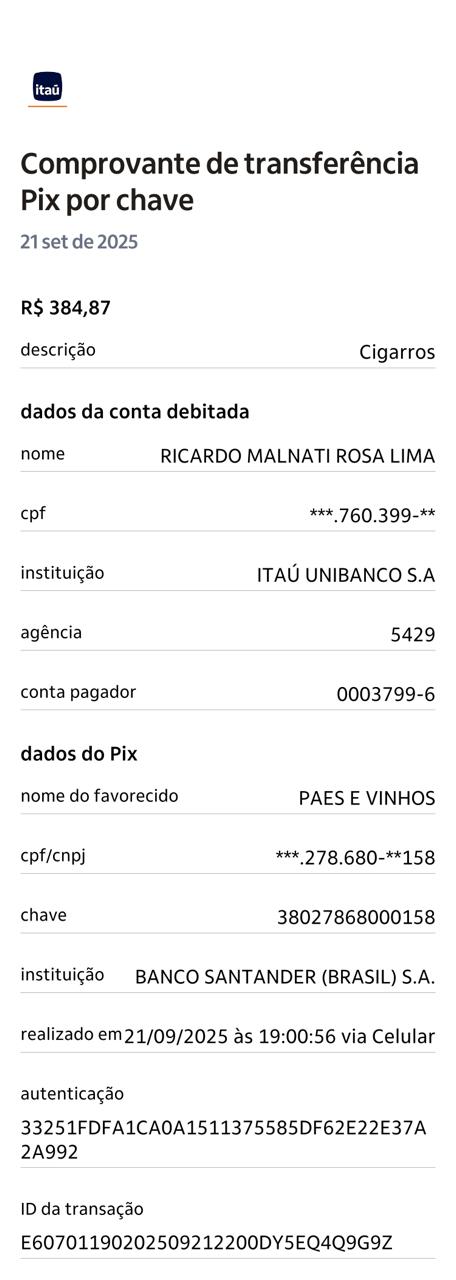 itaú
Comprovante de transferência
Pix por chave
21 set de 2025
R$ 384,87
descrição Cigarros
dados da conta debitada
nome RICARDO MALNATI ROSA LIMA
cpf ***.760.399-**
instituição ITAÚ UNIBANCO S.A
agência 5429
conta pagador 0003799-6
dados do Pix
nome do favorecido PAES E VINHOS
cpf/cnpj ***.278.680-**158
chave 38027868000158
instituição BANCO SANTANDER (BRASIL) S.A.
realizado em 21/09/2025 às 19:00:56 via Celular
autenticação
33251FDFA1CA0A1511375585DF62E22E37A
2A992
ID da transação
E60701190202509212200DY5EQ4Q9G9Z